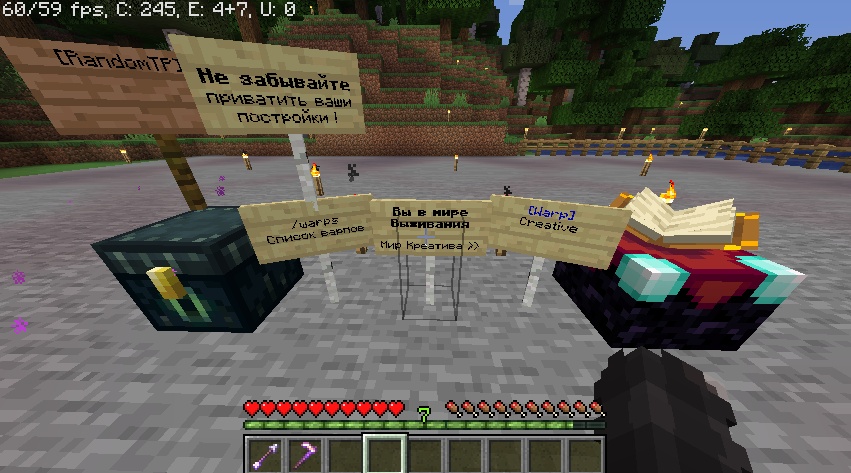 60/59 fps, C: 245, E: 4+7, U: 0
[RandomTP]
Не забывайте
приватить ваши
постройки!
/warps
Список варпов
Вы в мире
Выживания
Мир Креатива >>
[Warp]
Creative
7